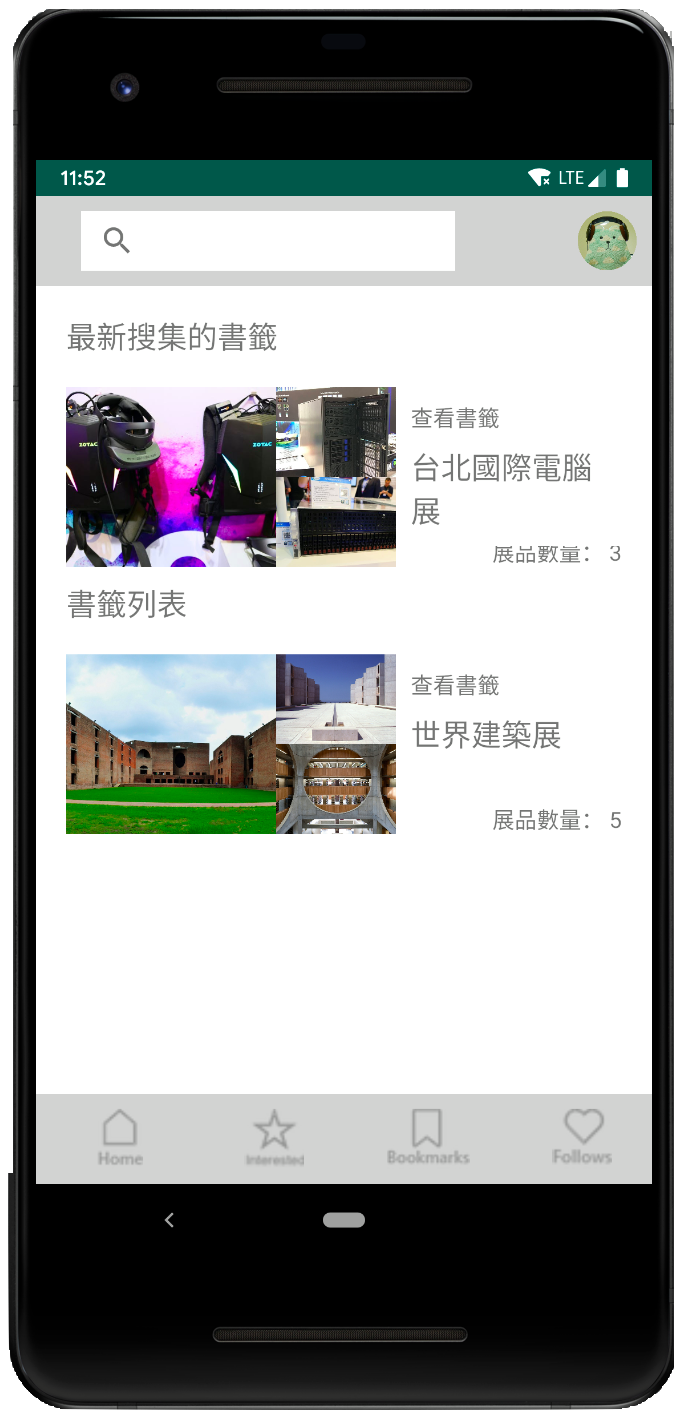 11:52 LTE
最新搜集的書籤
ZOTAC
ZOTAC
查看書籤
台北國際電腦
展
展品數量： 3
書籤列表
查看書籤
世界建築展
展品數量： 5
Home Interested Bookmarks Follows